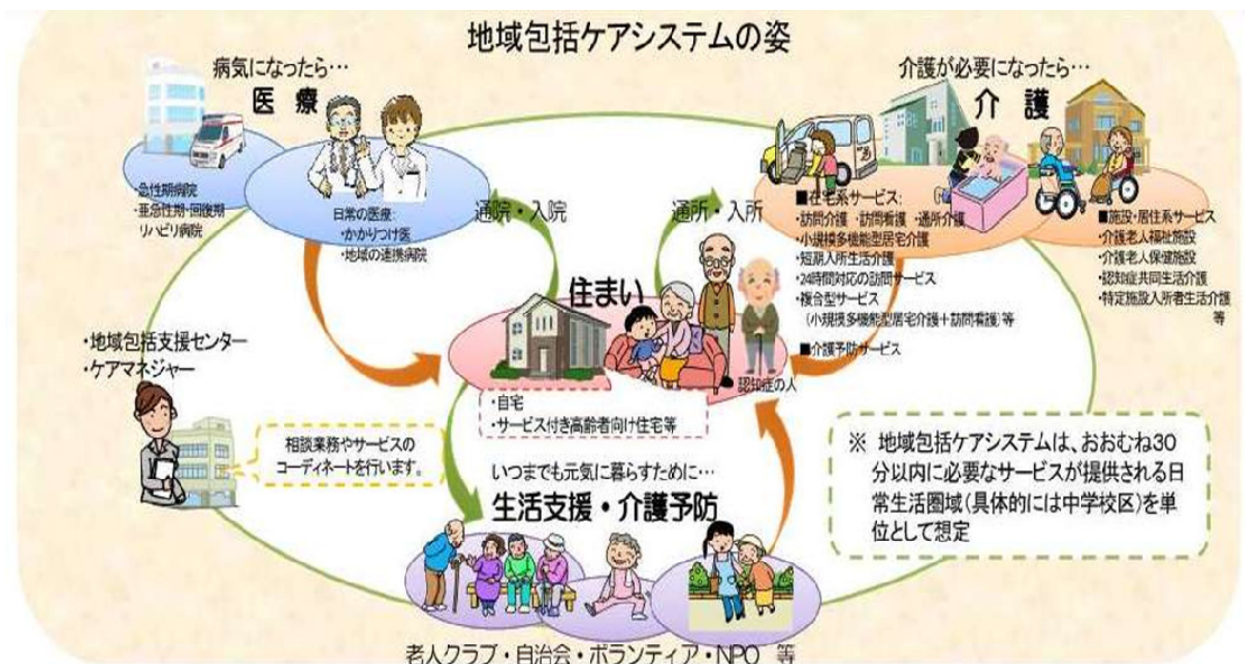 地域包括ケアシステムの姿
病気になったら…
医 療
・急性期病院
・亜急性期・回復期
リハビリ病院
日常の医療:
・かかりつけ医
・地域の連携病院
通院・入院
通所・入所
介護が必要になったら…
介 護
■在宅系サービス:
・訪問介護 ・訪問看護 ・通所介護
・小規模多機能型居宅介護
・短期入所生活介護
・24時間対応の訪問サービス
・複合型サービス
(小規模多機能型居宅介護+訪問看護)等
■介護予防サービス
■施設・居住系サービス
・介護老人福祉施設
・介護老人保健施設
・認知症共同生活介護
・特定施設入所者生活介護
等
住まい
認知症の人
・自宅
・サービス付き高齢者向け住宅等
・地域包括支援センター
・ケアマネジャー
相談業務やサービスの
コーディネートを行います。
いつまでも元気に暮らすために…
生活支援・介護予防
老人クラブ・自治会・ボランティア・NPO 等
※ 地域包括ケアシステムは、おおむね30
分以内に必要なサービスが提供される日
常生活圏域(具体的には中学校区)を単
位として想定